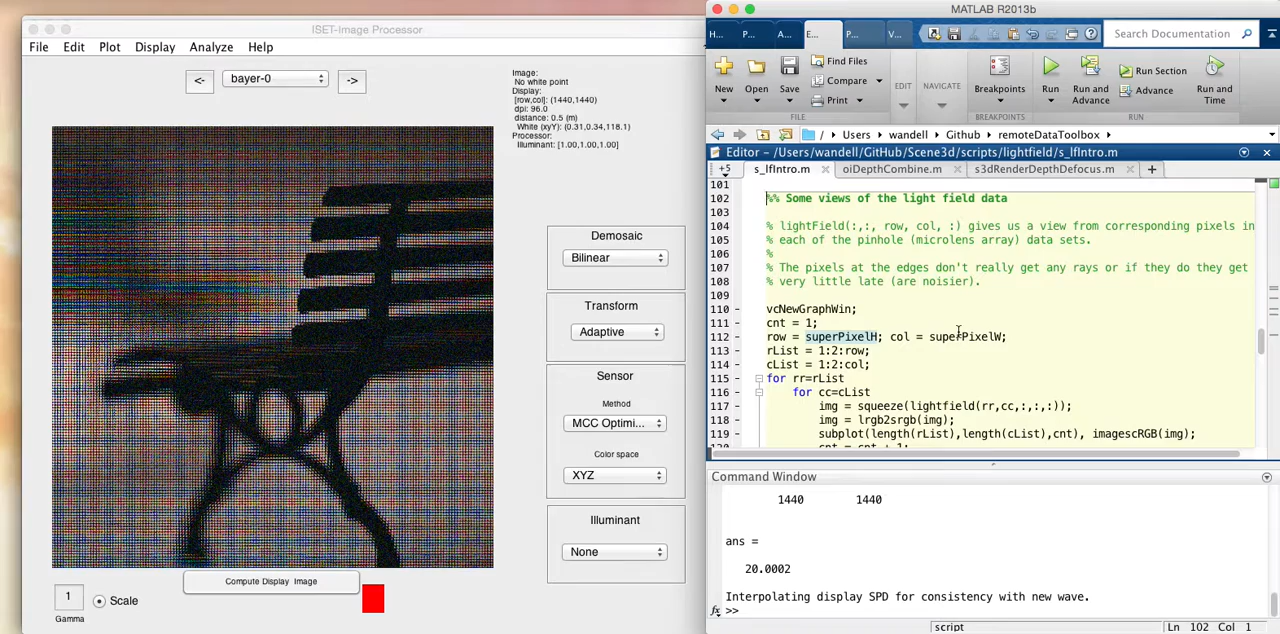 ISET-Image Processor
File Edit Plot Display Analyze Help
<- bayer-0 ->
Image:
No white point
Display:
[row,col]: (1440,1440)
dpi: 96.0
distance: 0.5 (m)
White (xyY): (0.31,0.34,118.1)
Processor:
Illuminant: [1.00,1.00,1.00]
Demosaic
Bilinear
Transform
Adaptive
Sensor
Method
MCC Optimi...
Color space
XYZ
Illuminant
None
Compute Display Image
1 Scale
Gamma
MATLAB R2013b
H... P... A... E... P... V... Search Documentation
New Open Save Find Files Compare Print EDIT NAVIGATE Breakpoints Run Run and Advance Run Section Advance Run and Time
FILE BREAKPOINTS RUN
/ Users wandell Github remoteDataToolbox
Editor - /Users/wandell/GitHub/Scene3d/scripts/lightfield/s_lfIntro.m
+5 s_lfIntro.m oiDepthCombine.m s3dRenderDepthDefocus.m +
101
102 %% Some views of the light field data
103
104 % lightField(:,:, row, col, :) gives us a view from corresponding pixels in
105 % each of the pinhole (microlens array) data sets.
106 %
107 % The pixels at the edges don't really get any rays or if they do they get
108 % very little late (are noisier).
109
110 - vcNewGraphWin;
111 - cnt = 1;
112 - row = superPixelH; col = superPixelW;
113 - rList = 1:2:row;
114 - cList = 1:2:col;
115 - for rr=rList
116 - for cc=cList
117 - img = squeeze(lightfield(rr,cc,:,:,:));
118 - img = lrgb2srgb(img);
119 - subplot(length(rList),length(cList),cnt), imagescRGB(img);
cnt = cnt + 1;
Command Window
1440 1440
ans =
20.0002
Interpolating display SPD for consistency with new wave.
fx >>
script Ln 102 Col 1